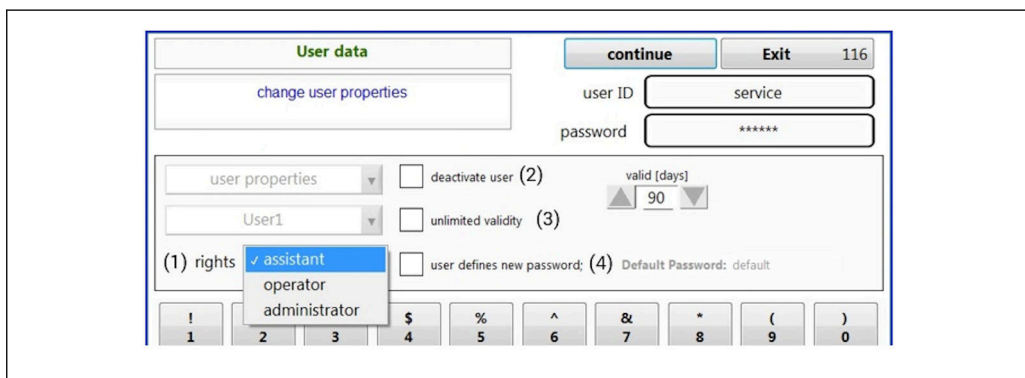 User data
continue
Exit 116
change user properties
user ID service
password ******
user properties
deactivate user (2)
valid [days]
90
User1
unlimited validity (3)
(1) rights
✓ assistant
operator
administrator
user defines new password; (4) Default Password: default
! $ % ^ & * ( )
1 2 3 4 5 6 7 8 9 0